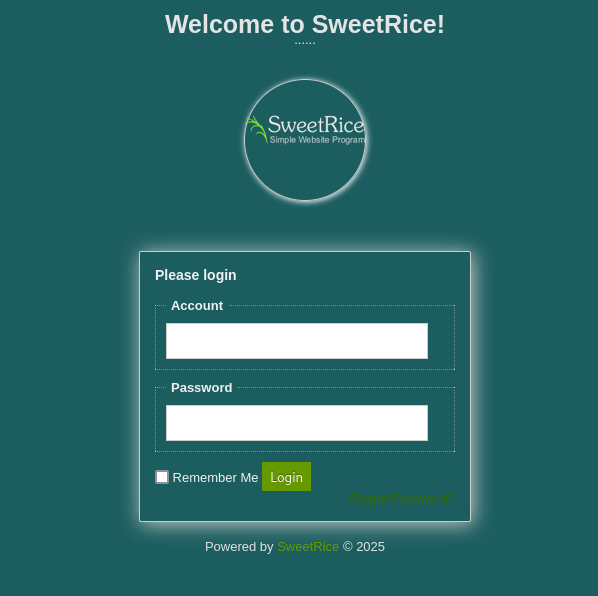 Welcome to SweetRice!
......
SweetRice
Simple Website Program
Please login
Account
Password
Remember Me Login
Forgot Password?
Powered by SweetRice © 2025